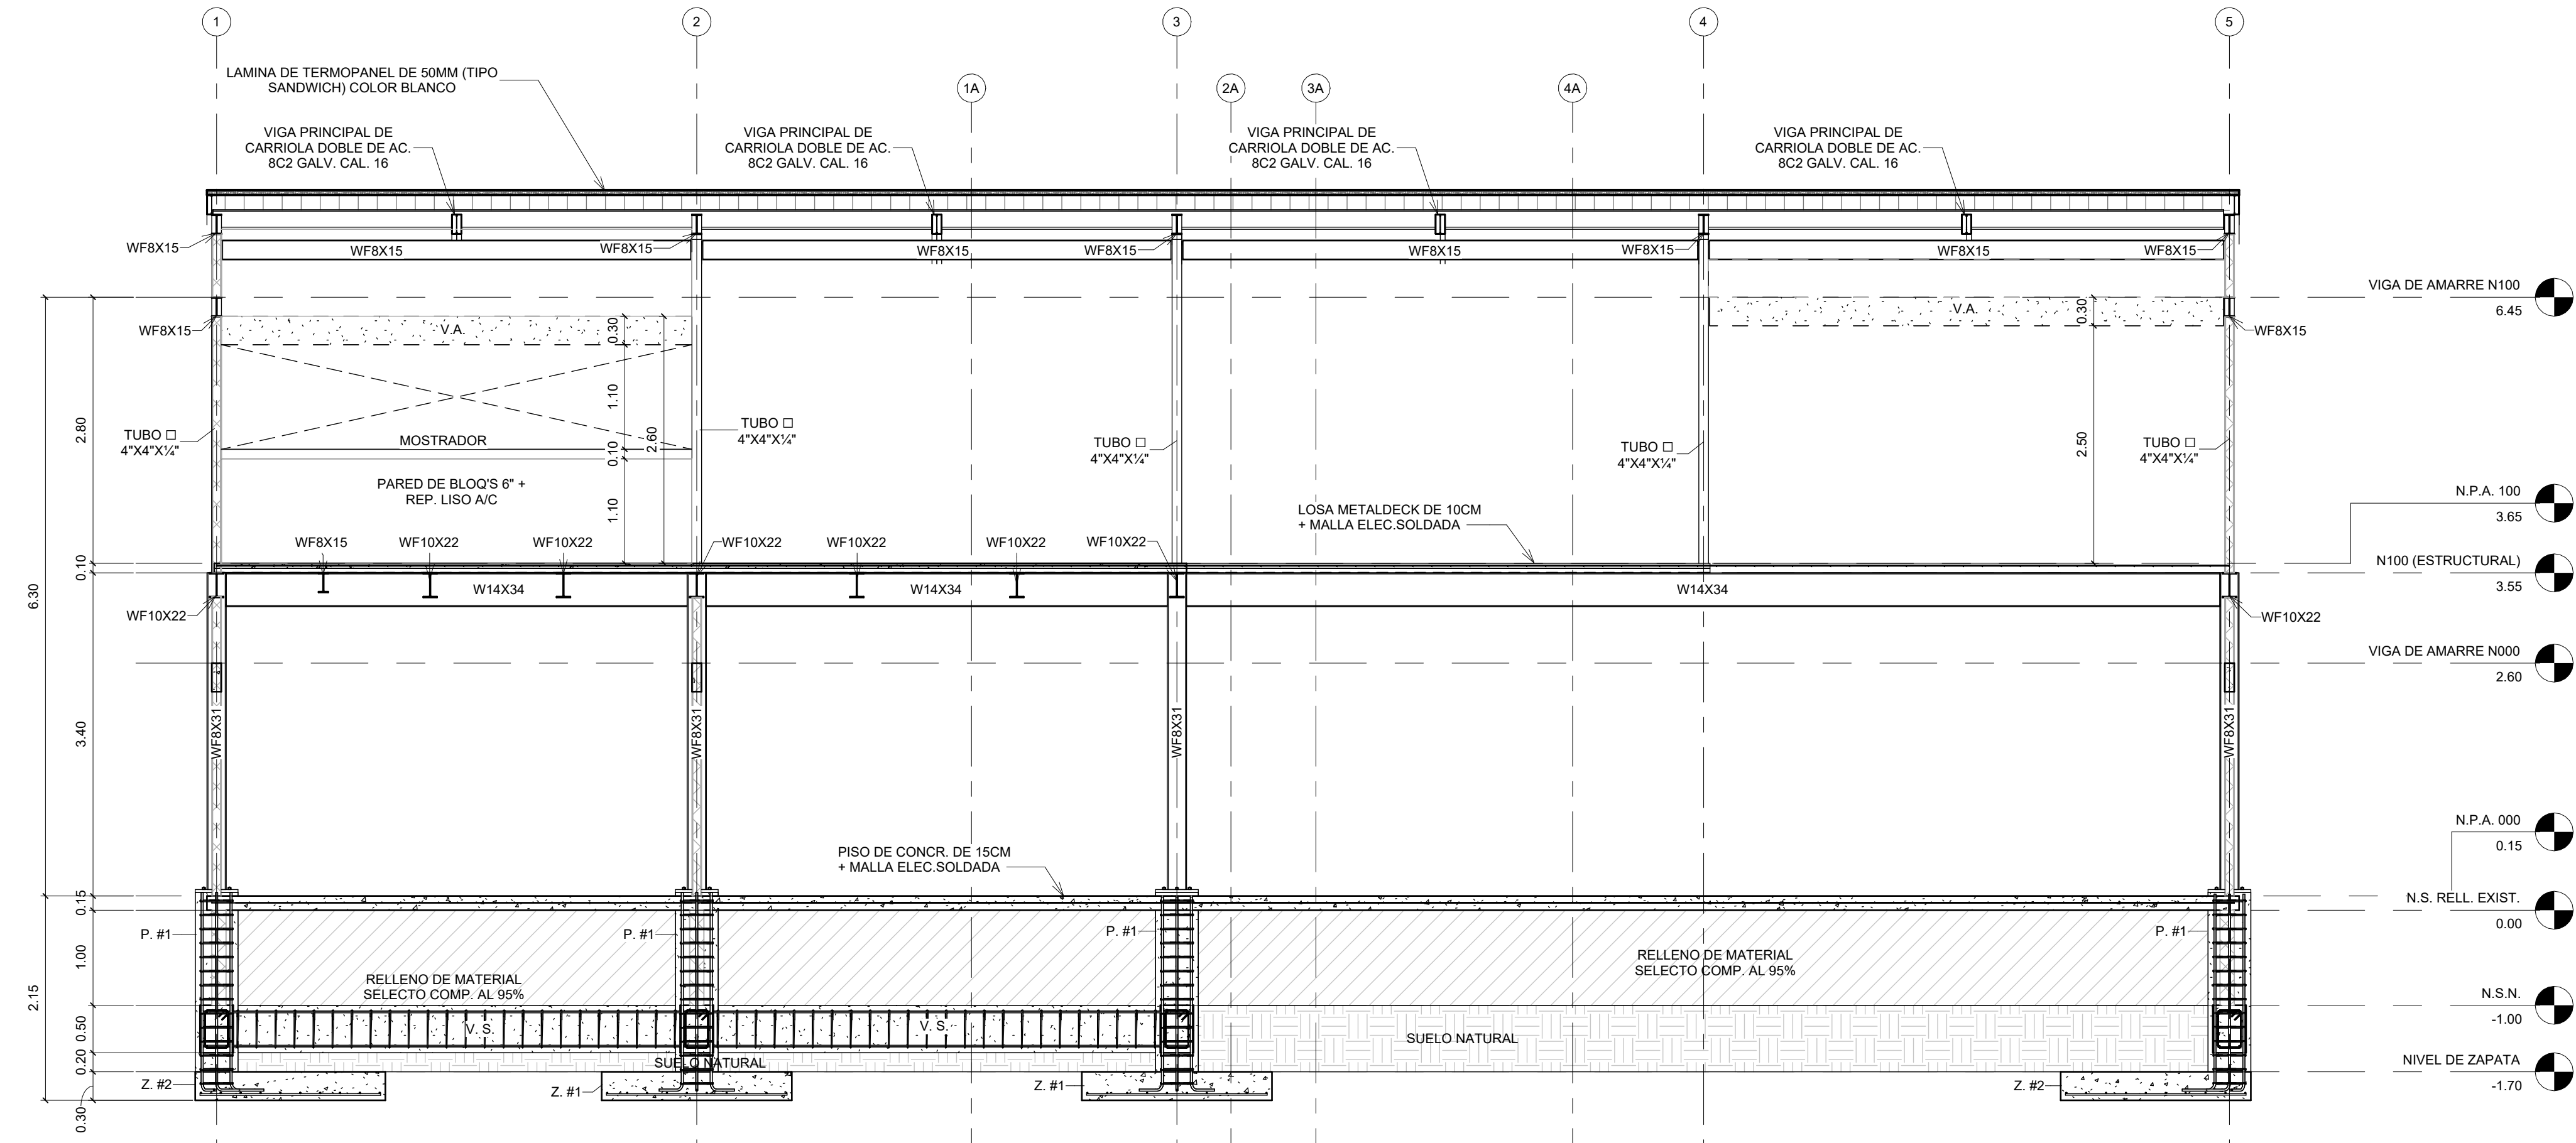 1
2
3
4
5
1A
2A
3A
4A
LAMINA DE TERMOPANEL DE 50MM (TIPO
SANDWICH) COLOR BLANCO
VIGA PRINCIPAL DE
CARRIOLA DOBLE DE AC.
8C2 GALV. CAL. 16
VIGA PRINCIPAL DE
CARRIOLA DOBLE DE AC.
8C2 GALV. CAL. 16
VIGA PRINCIPAL DE
CARRIOLA DOBLE DE AC.
8C2 GALV. CAL. 16
VIGA PRINCIPAL DE
CARRIOLA DOBLE DE AC.
8C2 GALV. CAL. 16
WF8X15
WF8X15
WF8X15
WF8X15
WF8X15
WF8X15
WF8X15
WF8X15
WF8X15
VIGA DE AMARRE N100
6.45
WF8X15
V.A.
0.30
V.A.
0.30
WF8X15
2.80
1.10
2.60
2.50
TUBO □
4"X4"X¼"
MOSTRADOR
0.10
TUBO □
4"X4"X¼"
TUBO □
4"X4"X¼"
TUBO □
4"X4"X¼"
TUBO □
4"X4"X¼"
PARED DE BLOQ'S 6" +
REP. LISO A/C
1.10
N.P.A. 100
3.65
LOSA METALDECK DE 10CM
+ MALLA ELEC.SOLDADA
WF8X15
WF10X22
WF10X22
WF10X22
WF10X22
WF10X22
WF10X22
0.10
N100 (ESTRUCTURAL)
3.55
6.30
W14X34
W14X34
W14X34
WF10X22
WF10X22
VIGA DE AMARRE N000
2.60
3.40
WF8X31
WF8X31
WF8X31
WF8X31
N.P.A. 000
0.15
PISO DE CONCR. DE 15CM
+ MALLA ELEC.SOLDADA
0.15
N.S. RELL. EXIST.
0.00
P. #1
P. #1
P. #1
P. #1
1.00
RELLENO DE MATERIAL
SELECTO COMP. AL 95%
RELLENO DE MATERIAL
SELECTO COMP. AL 95%
2.15
N.S.N.
-1.00
0.50
V. S.
V. S.
SUELO NATURAL
0.20
SUELO NATURAL
NIVEL DE ZAPATA
-1.70
Z. #2
Z. #1
Z. #1
Z. #2
0.30